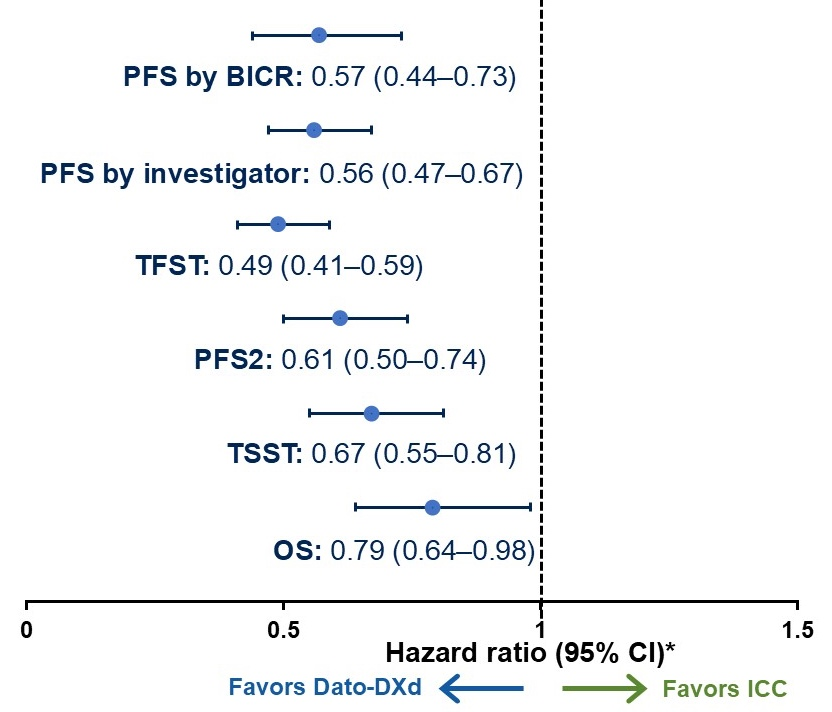 PFS by BICR: 0.57 (0.44–0.73)
PFS by investigator: 0.56 (0.47–0.67)
TFST: 0.49 (0.41–0.59)
PFS2: 0.61 (0.50–0.74)
TSST: 0.67 (0.55–0.81)
OS: 0.79 (0.64–0.98)
0 0.5 1 1.5
Hazard ratio (95% CI)*
Favors Dato-DXd Favors ICC